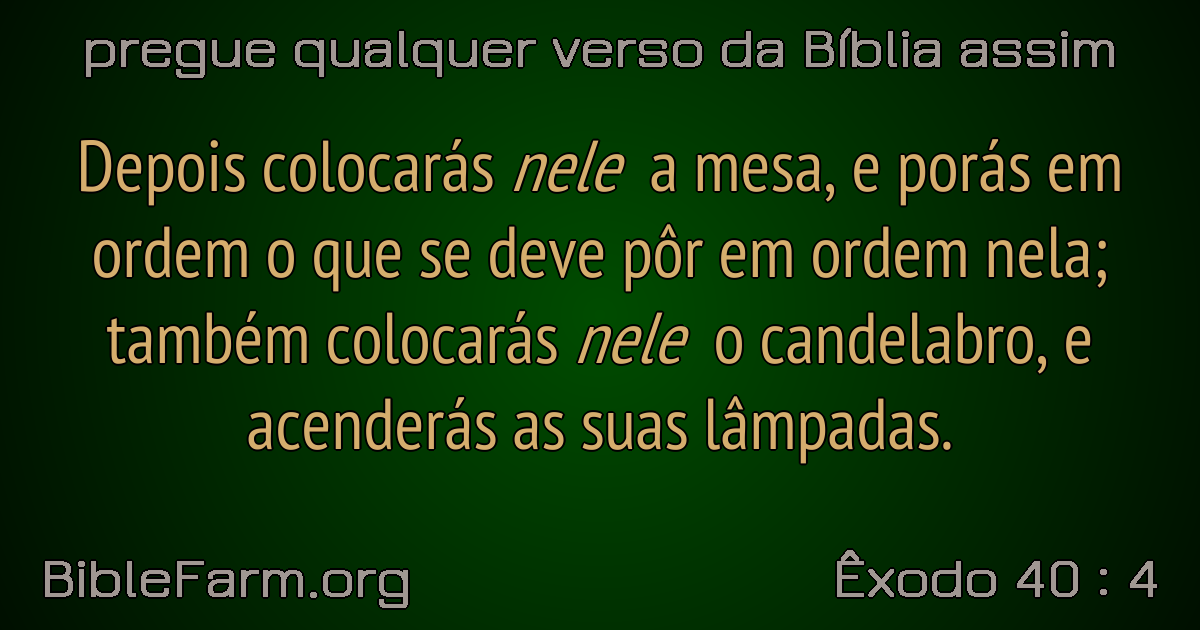 pregue qualquer verso da Bíblia assim
Depois colocarás nele a mesa, e porás em
ordem o que se deve pôr em ordem nela;
também colocarás nele o candelabro, e
acenderás as suas lâmpadas.
BibleFarm.org
Êxodo 40 : 4